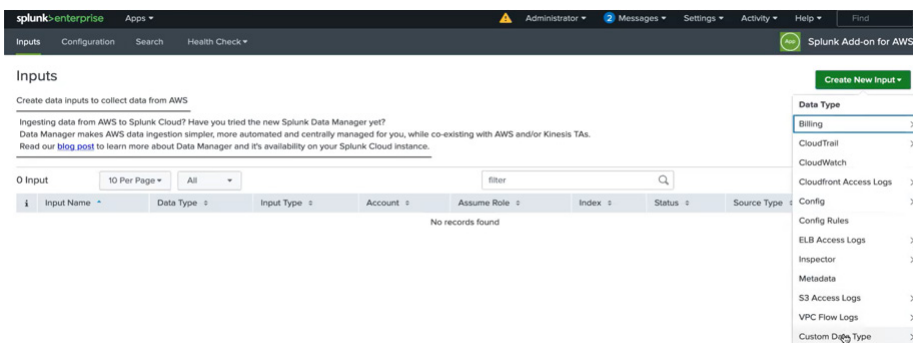 splunk>enterprise Apps Administrator 2 Messages Settings Activity Help Find
Inputs Configuration Search Health Check App Splunk Add-on for AWS
Inputs
Create New Input
Create data inputs to collect data from AWS
Ingesting data from AWS to Splunk Cloud? Have you tried the new Splunk Data Manager yet?
Data Manager makes AWS data ingestion simpler, more automated and centrally managed for you, while co-existing with AWS and/or Kinesis TAs.
Read our blog post to learn more about Data Manager and it's availability on your Splunk Cloud instance.
0 Input 10 Per Page All filter
i Input Name Data Type Input Type Account Assume Role Index Status Source Type
No records found
Data Type
Billing
CloudTrail
CloudWatch
Cloudfront Access Logs
Config
Config Rules
ELB Access Logs
Inspector
Metadata
S3 Access Logs
VPC Flow Logs
Custom Data Type